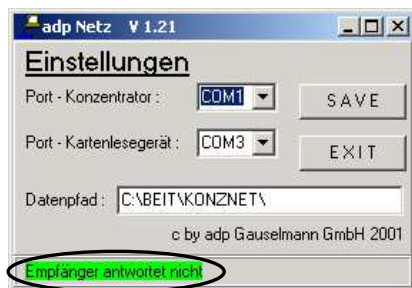 adp Netz V 1.21
Einstellungen
Port - Konzentrator : COM1 SAVE
Port - Kartenlesegerät : COM3 EXIT
Datenpfad : C:\BEIT\KONZNET\
c by adp Gauselmann GmbH 2001
Empfänger antwortet nicht